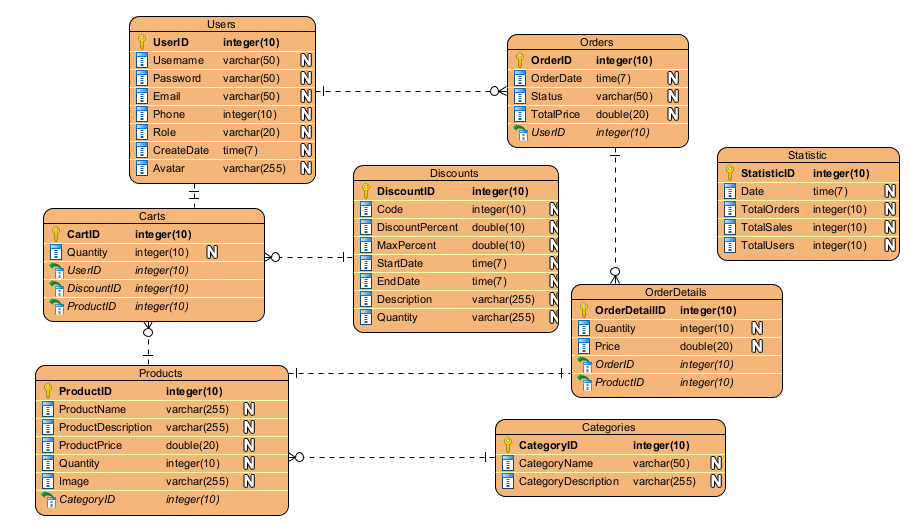 Users
UserID integer(10)
Username varchar(50) N
Password varchar(50) N
Email varchar(50) N
Phone integer(10) N
Role varchar(20) N
CreateDate time(7) N
Avatar varchar(255) N
Orders
OrderID integer(10)
OrderDate time(7) N
Status varchar(50) N
TotalPrice double(20) N
UserID integer(10)
Statistic
StatisticID integer(10)
Date time(7) N
TotalOrders integer(10) N
TotalSales integer(10) N
TotalUsers integer(10) N
Discounts
DiscountID integer(10)
Code integer(10) N
DiscountPercent double(10) N
MaxPercent double(10) N
StartDate time(7) N
EndDate time(7) N
Description varchar(255) N
Quantity varchar(255) N
Carts
CartID integer(10)
Quantity integer(10) N
UserID integer(10)
DiscountID integer(10)
ProductID integer(10)
OrderDetails
OrderDetailID integer(10)
Quantity integer(10) N
Price double(20) N
OrderID integer(10)
ProductID integer(10)
Products
ProductID integer(10)
ProductName varchar(255) N
ProductDescription varchar(255) N
ProductPrice double(20) N
Quantity integer(10) N
Image varchar(255) N
CategoryID integer(10)
Categories
CategoryID integer(10)
CategoryName varchar(50) N
CategoryDescription varchar(255) N